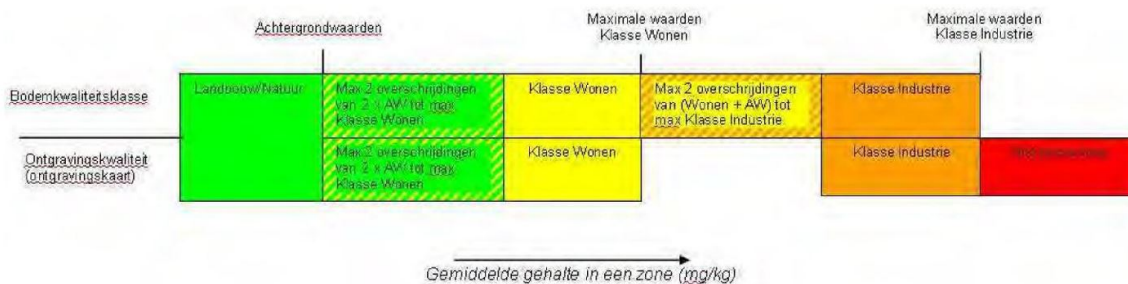 Maximale waarden
Klasse Wonen
Maximale waarden
Klasse Industrie
Achtergrondwaarden
Bodemkwaliteitsklasse
Landbouw/Natuur
Max 2 overschrijdingen
van 2 x AW tot max
Klasse Wonen
Klasse Wonen
Max 2 overschrijdingen
van (Wonen + AW) tot
max Klasse Industrie
Klasse Industrie
Ontgravingskwaliteit
(ontgravingskaart)
Max 2 overschrijdingen
van 2 x AW tot max
Klasse Wonen
Klasse Wonen
Klasse Industrie
Gemiddelde gehalte in een zone (mg/kg)